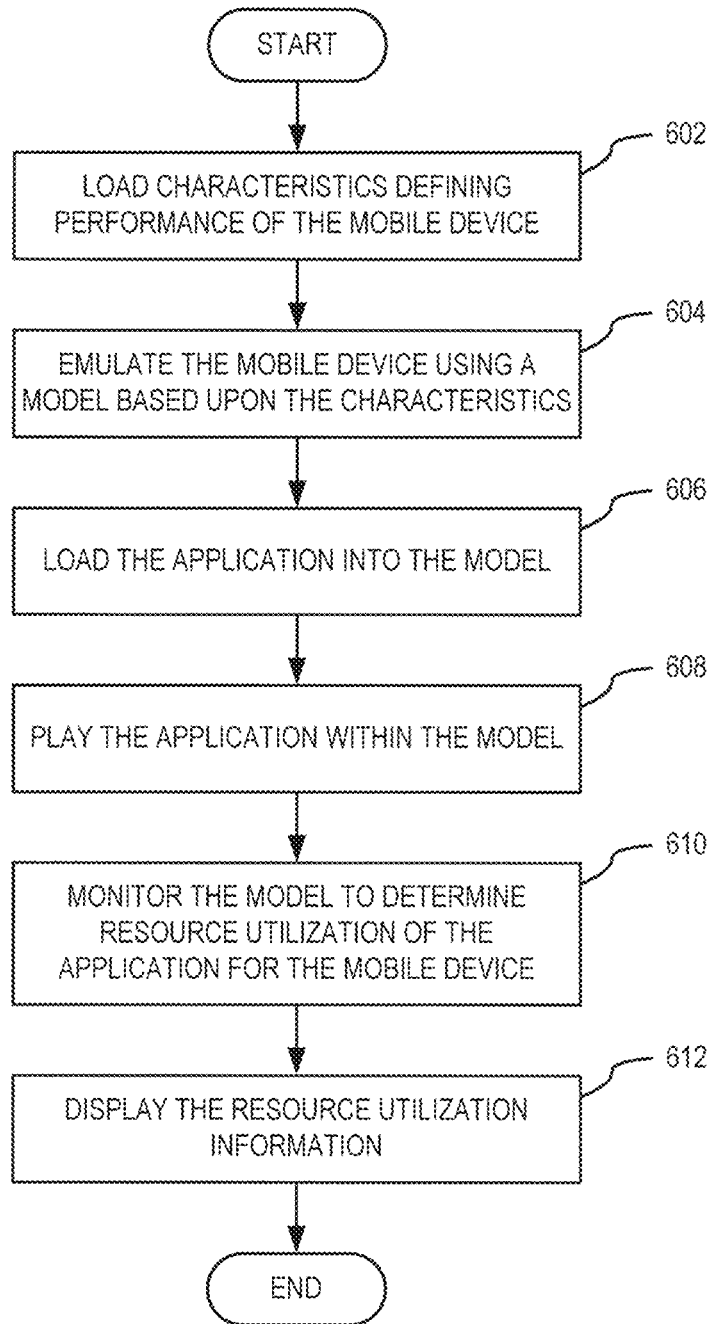 START
602
LOAD CHARACTERISTICS DEFINING
PERFORMANCE OF THE MOBILE DEVICE
604
EMULATE THE MOBILE DEVICE USING A
MODEL BASED UPON THE CHARACTERISTICS
606
LOAD THE APPLICATION INTO THE MODEL
608
PLAY THE APPLICATION WITHIN THE MODEL
610
MONITOR THE MODEL TO DETERMINE
RESOURCE UTILIZATION OF THE
APPLICATION FOR THE MOBILE DEVICE
612
DISPLAY THE RESOURCE UTILIZATION
INFORMATION
END